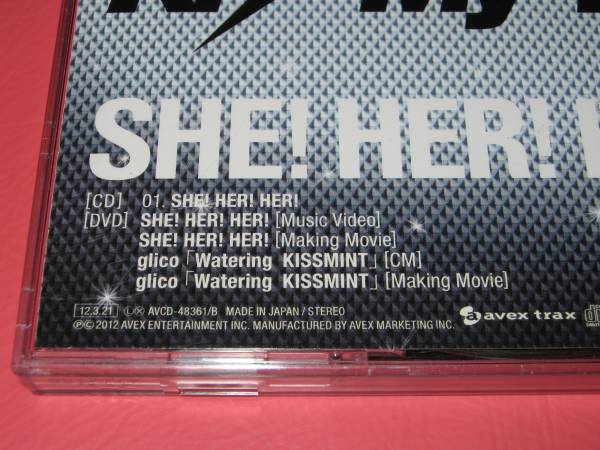 My
SHE! HER!
[CD] 01. SHE! HER! HER!
[DVD] SHE! HER! HER! [Music Video]
SHE! HER! HER! [Making Movie]
glico「Watering KISSMINT」[CM]
glico「Watering KISSMINT」[Making Movie]
12.3.21 Ⓛ Ⓧ AVCD-48361/B MADE IN JAPAN / STEREO
ⓅⒸ 2012 AVEX ENTERTAINMENT INC. MANUFACTURED BY AVEX MARKETING INC.
avex trax